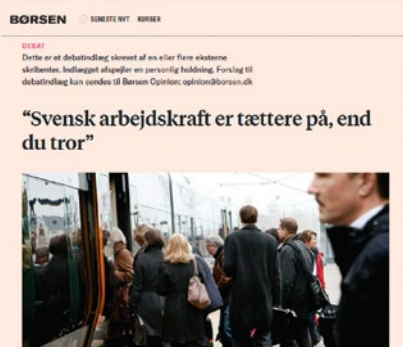 BØRSEN SENESTE NYT KURSER
DEBAT
Dette er et debatindlæg skrevet af en eller flere eksterne
skribenter. Indlægget afspejler en personlig holdning. Forslag til
debatindlæg kan sendes til Børsen Opinion: opinion@borsen.dk
“Svensk arbejdskraft er tættere på, end
du tror”